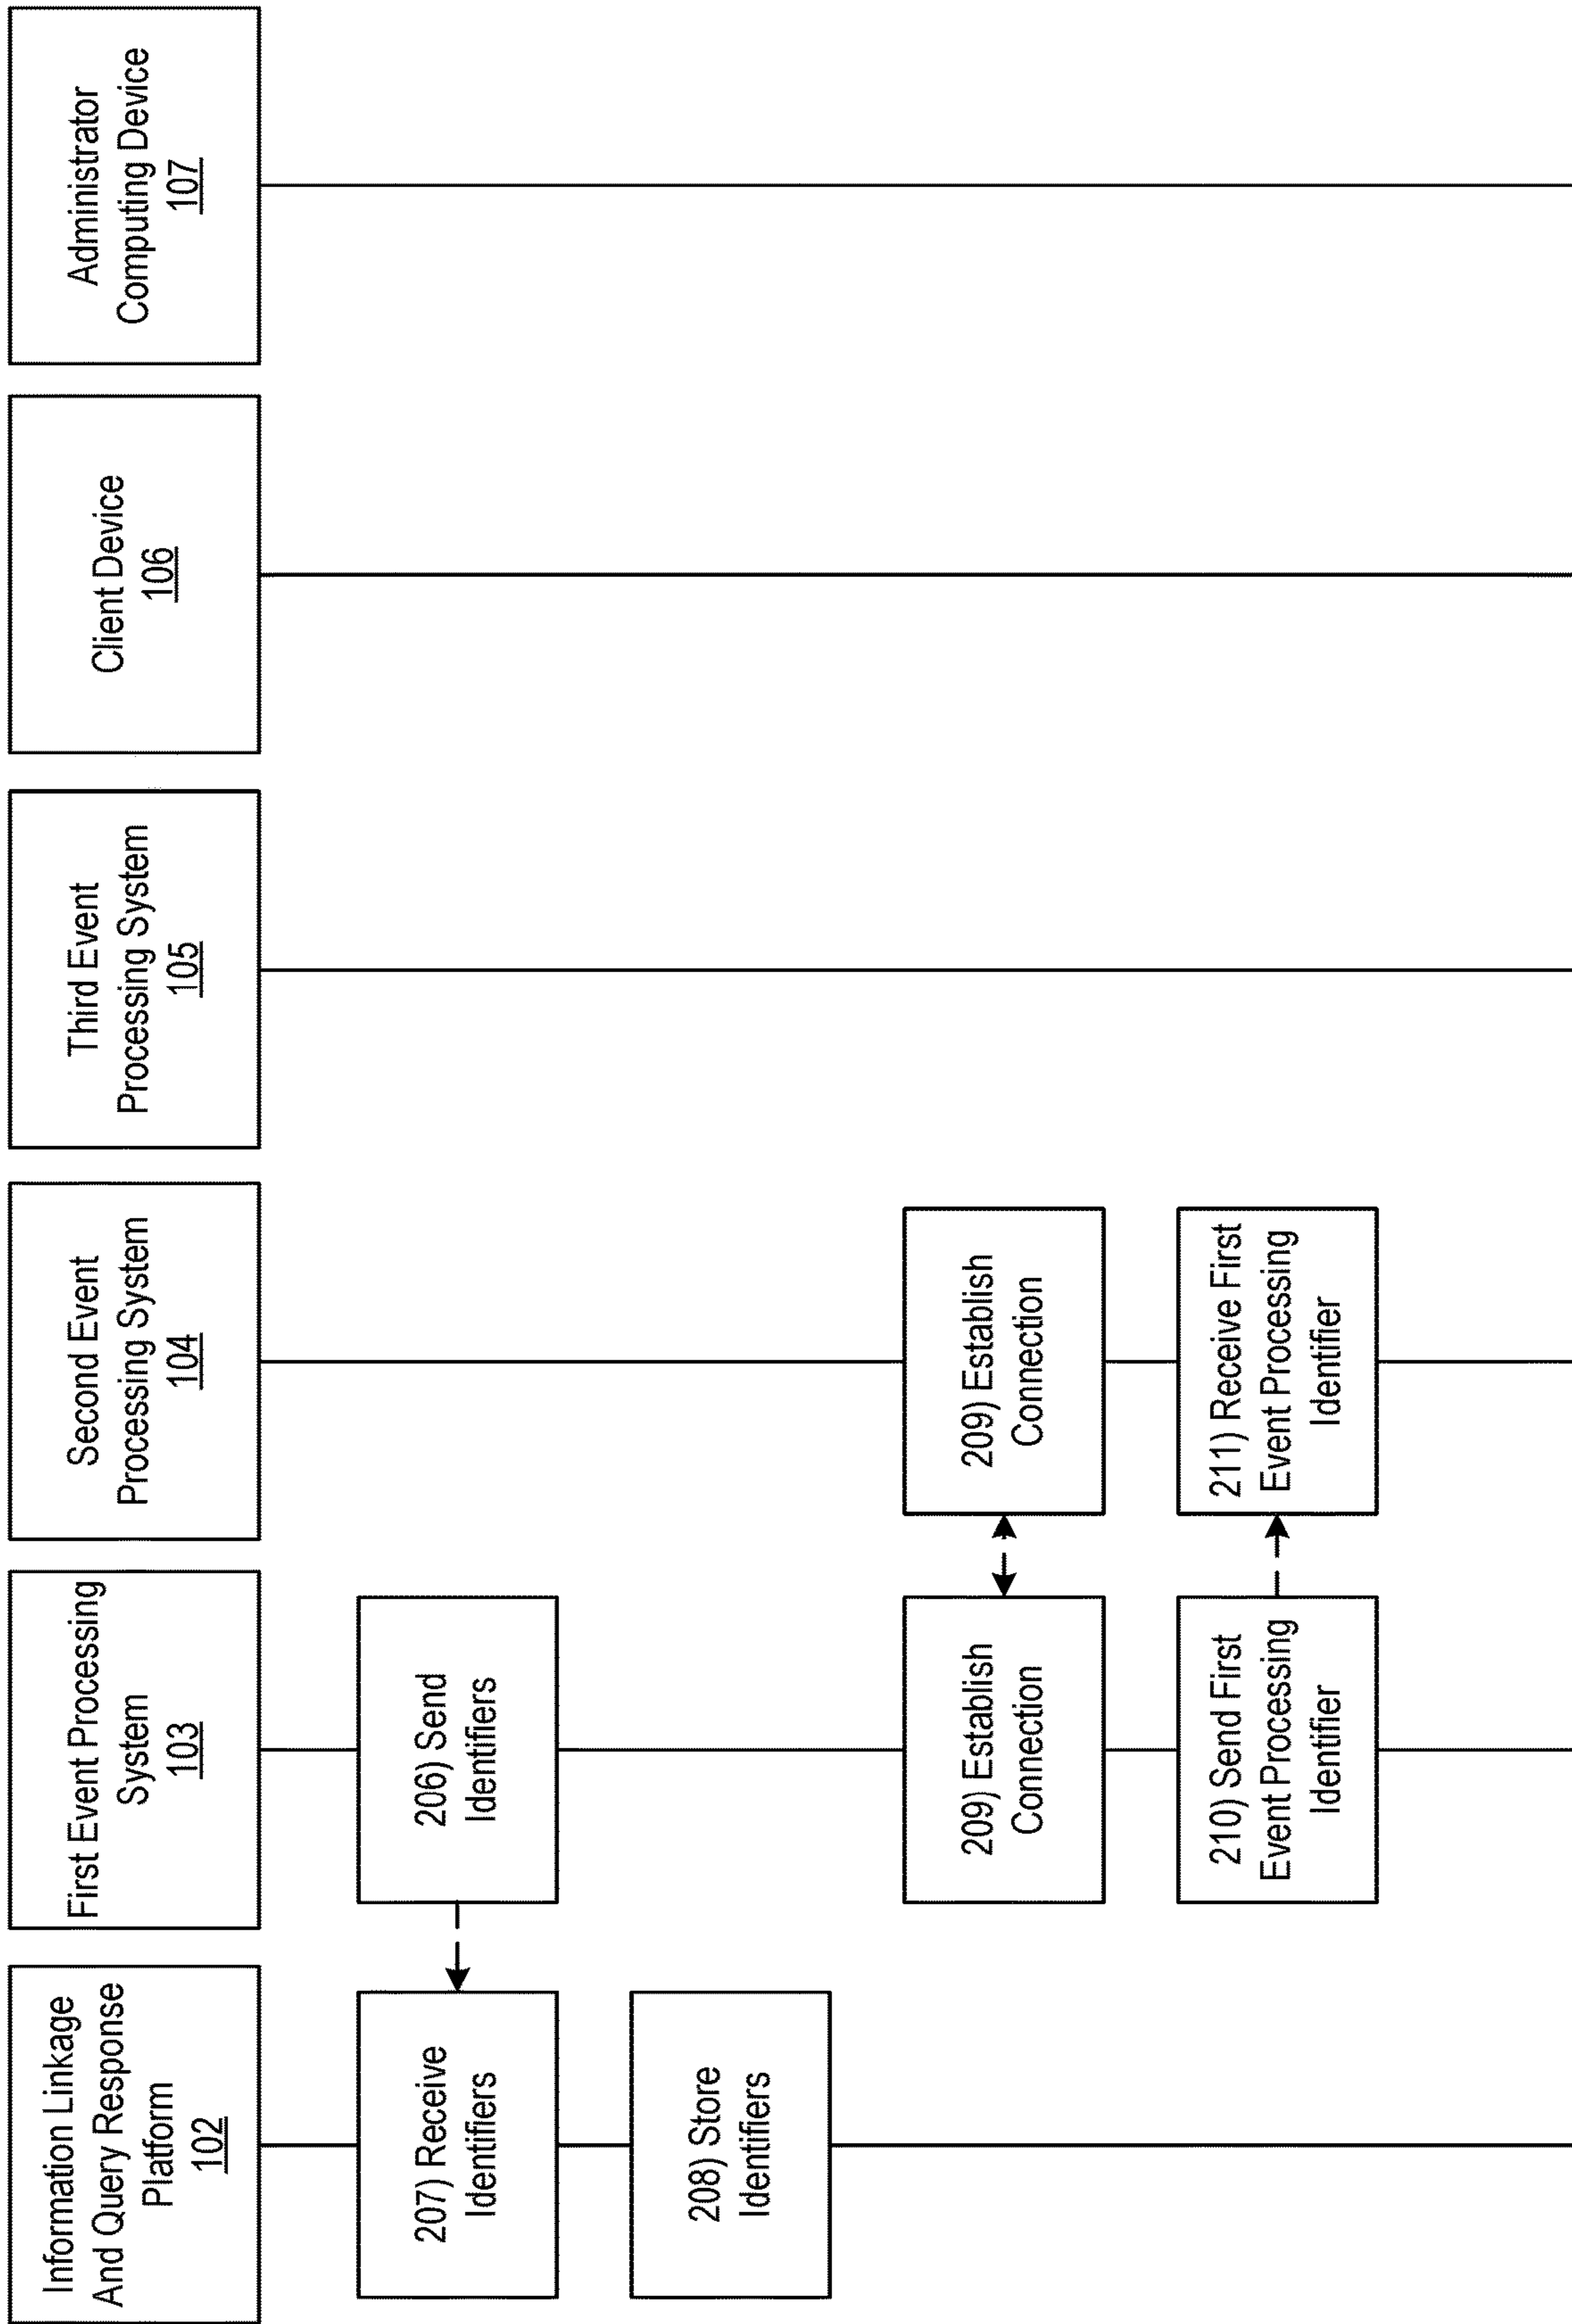 Information Linkage
And Query Response
Platform
102
First Event Processing
System
103
Second Event
Processing System
104
Third Event
Processing System
105
Client Device
106
Administrator
Computing Device
107
206) Send
Identifiers
207) Receive
Identifiers
208) Store
Identifiers
209) Establish
Connection
209) Establish
Connection
210) Send First
Event Processing
Identifier
211) Receive First
Event Processing
Identifier